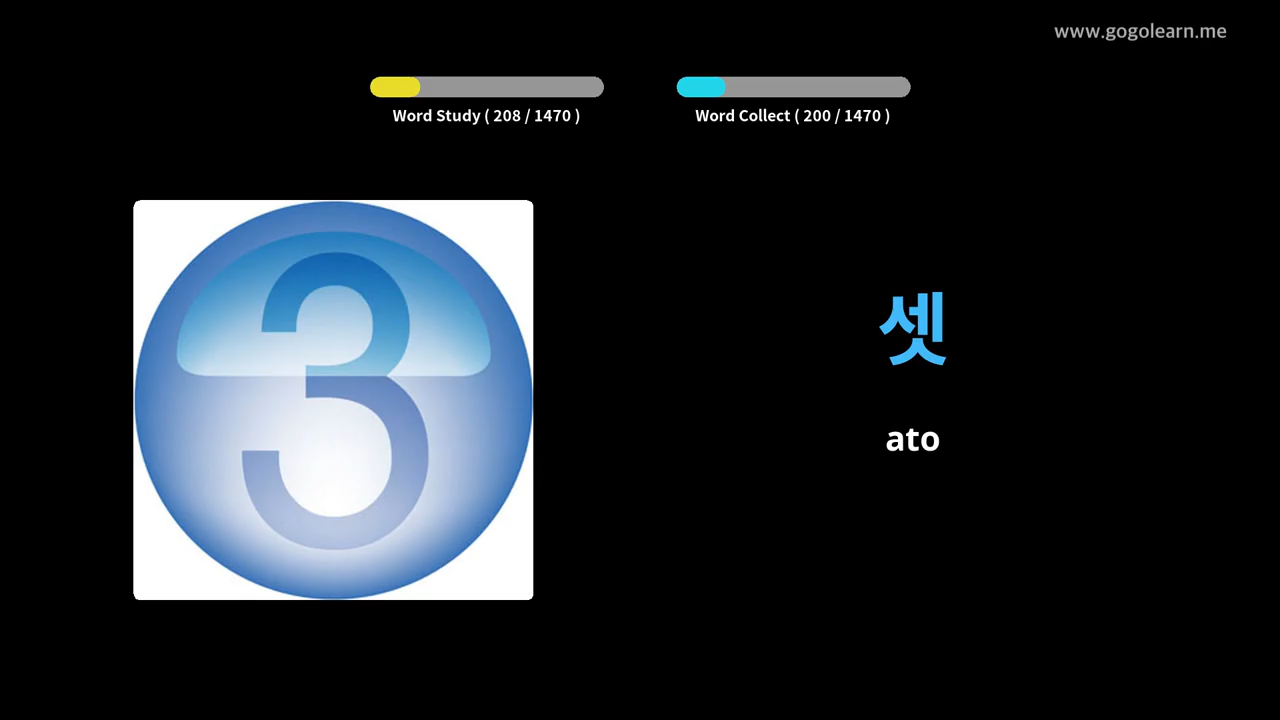 www.gogolearn.me
Word Study ( 208 / 1470 )
Word Collect ( 200 / 1470 )
3
셋
ato